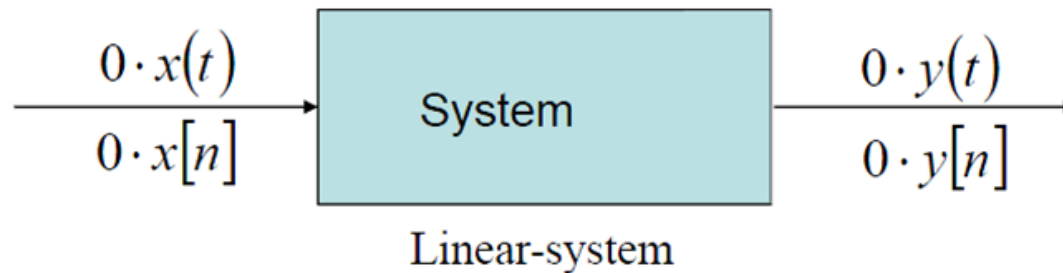 0 · x(t)
0 · x[n]
System
0 · y(t)
0 · y[n]
Linear-system